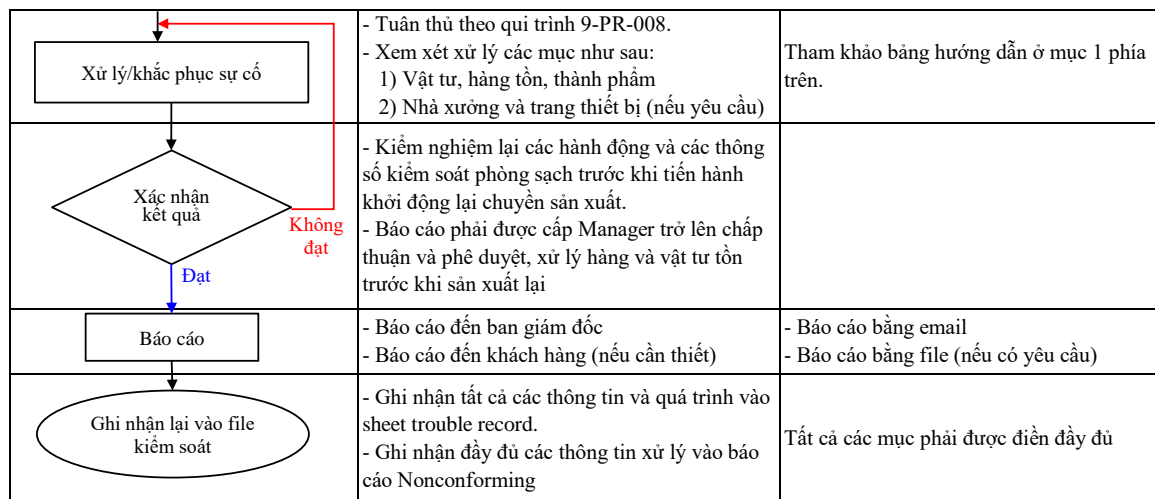 Xử lý/khắc phục sự cố
- Tuân thủ theo qui trình 9-PR-008.
- Xem xét xử lý các mục như sau:
1) Vật tư, hàng tồn, thành phẩm
2) Nhà xưởng và trang thiết bị (nếu yêu cầu)
Tham khảo bảng hướng dẫn ở mục 1 phía
trên.
Xác nhận
kết quả
Không
đạt
Đạt
- Kiểm nghiệm lại các hành động và các thông
số kiểm soát phòng sạch trước khi tiến hành
khởi động lại chuyền sản xuất.
- Báo cáo phải được cấp Manager trở lên chấp
thuận và phê duyệt, xử lý hàng và vật tư tồn
trước khi sản xuất lại
Báo cáo
- Báo cáo đến ban giám đốc
- Báo cáo đến khách hàng (nếu cần thiết)
- Báo cáo bằng email
- Báo cáo bằng file (nếu có yêu cầu)
Ghi nhận lại vào file
kiểm soát
- Ghi nhận tất cả các thông tin và quá trình vào
sheet trouble record.
- Ghi nhận đầy đủ các thông tin xử lý vào báo
cáo Nonconforming
Tất cả các mục phải được điền đầy đủ